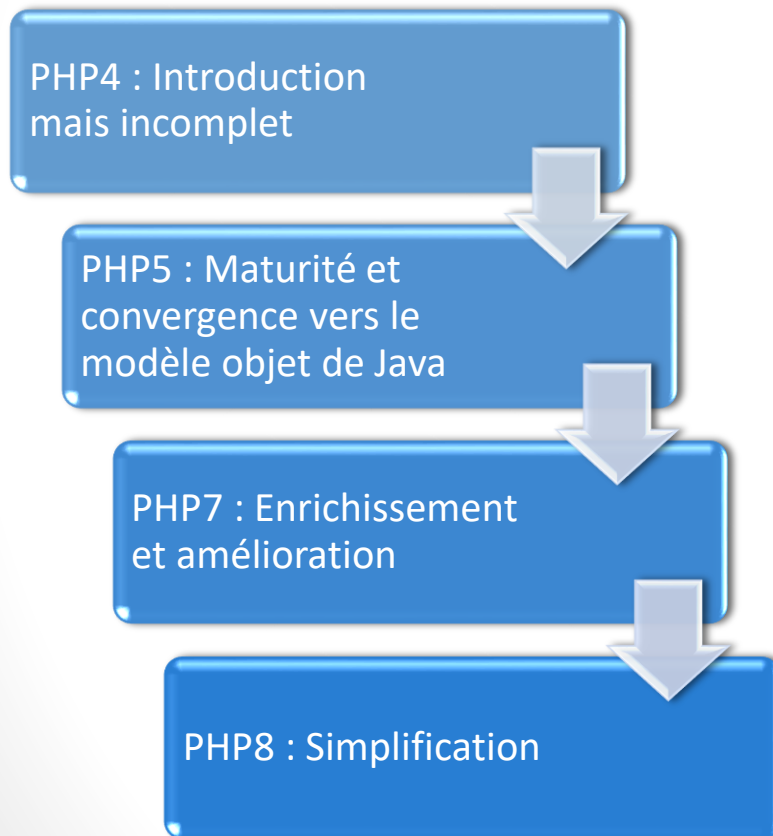 PHP4 : Introduction
mais incomplet
PHP5 : Maturité et
convergence vers le
modèle objet de Java
PHP7 : Enrichissement
et amélioration
PHP8 : Simplification